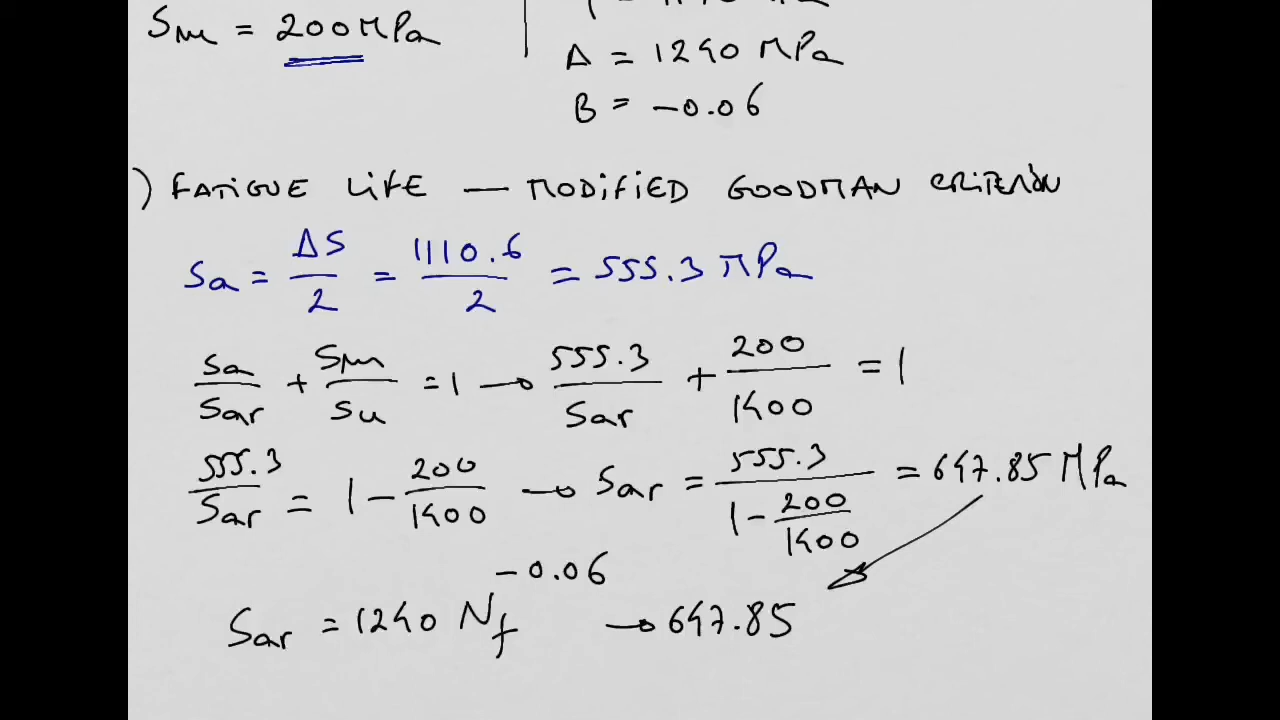 Sm = 200 MPa
A = 1240 MPa
B = -0.06
) FATIGUE LIFE — MODIFIED GOODMAN CRITERION
Sa = ΔS/2 = 1110.6/2 = 555.3 MPa
Sa/Sar + Sm/Su = 1 → 555.3/Sar + 200/1400 = 1
555.3/Sar = 1 - 200/1400 → Sar = 555.3/(1 - 200/1400) = 647.85 MPa
Sar = 1240 Nf^-0.06 → 647.85